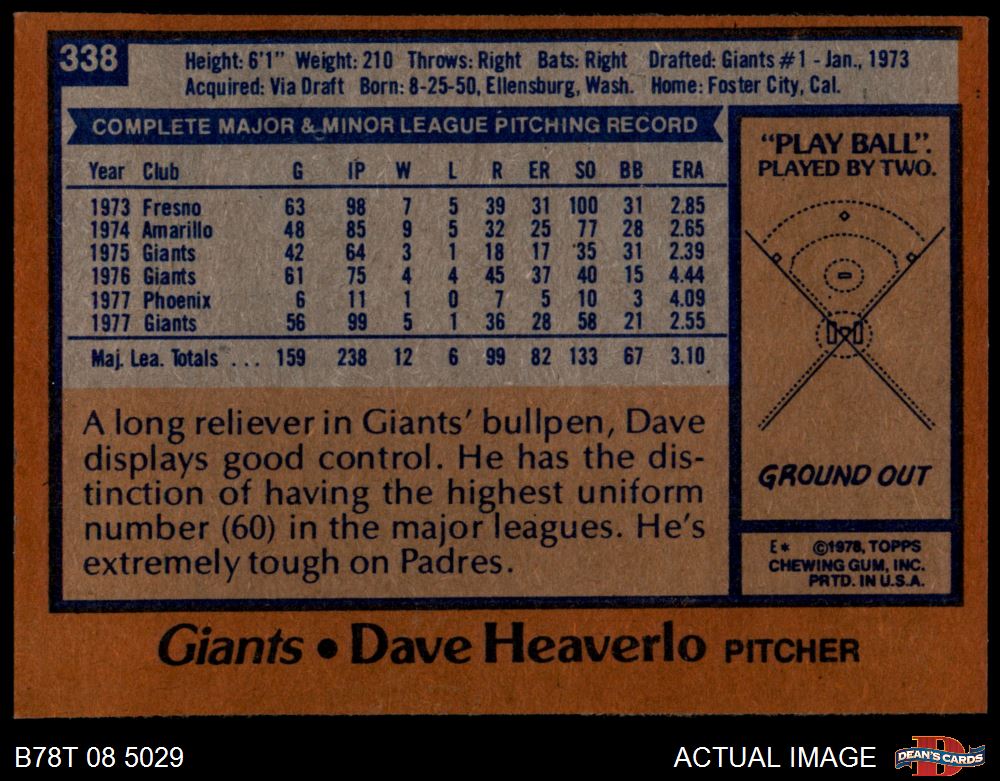 338
Height: 6'1" Weight: 210 Throws: Right Bats: Right Drafted: Giants #1 - Jan., 1973
Acquired: Via Draft Born: 8-25-50, Ellensburg, Wash. Home: Foster City, Cal.
COMPLETE MAJOR & MINOR LEAGUE PITCHING RECORD
Year Club G IP W L R ER SO BB ERA
1973 Fresno 63 98 7 5 39 31 100 31 2.85
1974 Amarillo 48 85 9 5 32 25 77 28 2.65
1975 Giants 42 64 3 1 18 17 35 31 2.39
1976 Giants 61 75 4 4 45 37 40 15 4.44
1977 Phoenix 6 11 1 0 7 5 10 3 4.09
1977 Giants 56 99 5 1 36 28 58 21 2.55
Maj. Lea. Totals ... 159 238 12 6 99 82 133 67 3.10
A long reliever in Giants' bullpen, Dave
displays good control. He has the dis-
tinction of having the highest uniform
number (60) in the major leagues. He's
extremely tough on Padres.
"PLAY BALL".
PLAYED BY TWO.
GROUND OUT
E* ©1978, TOPPS
CHEWING GUM, INC.
PRTD. IN U.S.A.
Giants • Dave Heaverlo PITCHER
B78T 08 5029
ACTUAL IMAGE
D
DEAN'S CARDS